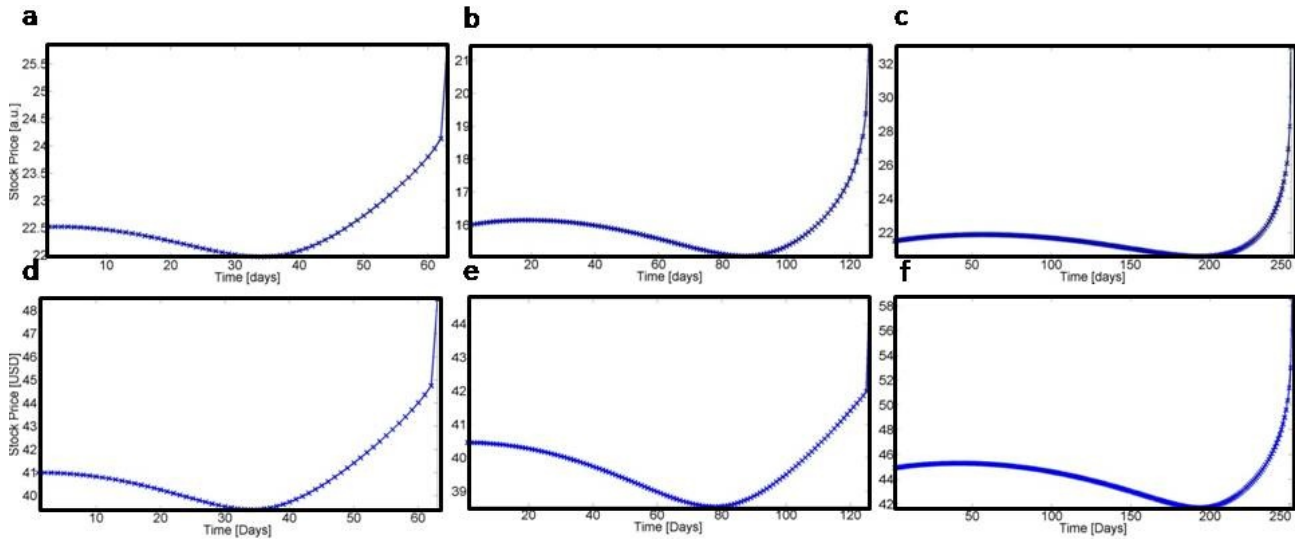 a
b
c
Stock Price [a.u.]
25.5
25
24.5
24
23.5
23
22.5
22
10 20 30 40 50 60
Time [days]
21
20
19
18
17
16
20 40 60 80 100 120
Time [days]
32
30
28
26
24
22
50 100 150 200 250
Time [days]
d
e
f
Stock Price [USD]
48
47
46
45
44
43
42
41
40
10 20 30 40 50 60
Time [Days]
44
43
42
41
40
39
20 40 60 80 100 120
Time [Days]
58
56
54
52
50
48
46
44
42
50 100 150 200 250
Time [Days]